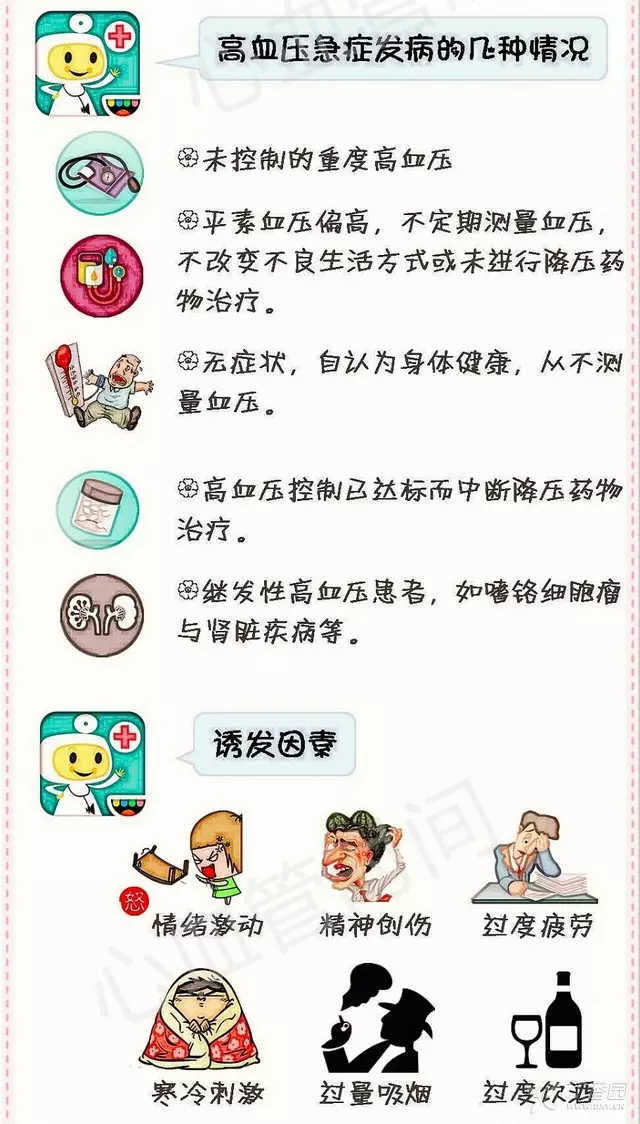 高血压急症发病的几种情况
未控制的重度高血压
平素血压偏高，不定期测量血压，
不改变不良生活方式或未进行降压药
物治疗。
无症状，自认为身体健康，从不测
量血压。
高血压控制已达标而中断降压药物
治疗。
继发性高血压患者，如嗜铬细胞瘤
与肾脏疾病等。
诱发因素
怒
情绪激动
精神创伤
过度疲劳
寒冷刺激
过量吸烟
过度饮酒